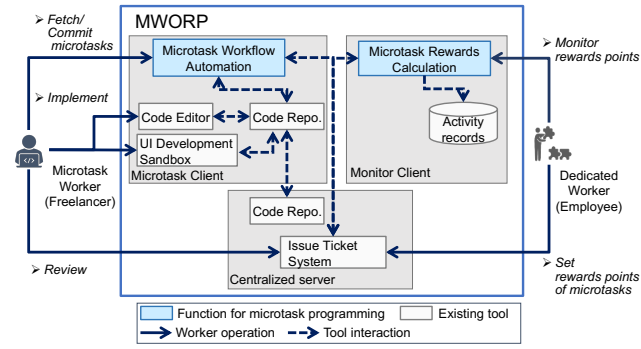 MWORP
➢ Fetch/
Commit
microtasks
➢ Implement
Microtask
Worker
(Freelancer)
➢ Review
Microtask Workflow
Automation
Code Editor
Code Repo.
UI Development
Sandbox
Microtask Client
Microtask Rewards
Calculation
Activity
records
Monitor Client
Code Repo.
Issue Ticket
System
Centralized server
➢ Monitor
rewards points
Dedicated
Worker
(Employee)
➢ Set
rewards points
of microtasks
Function for microtask programming
Existing tool
Worker operation
Tool interaction